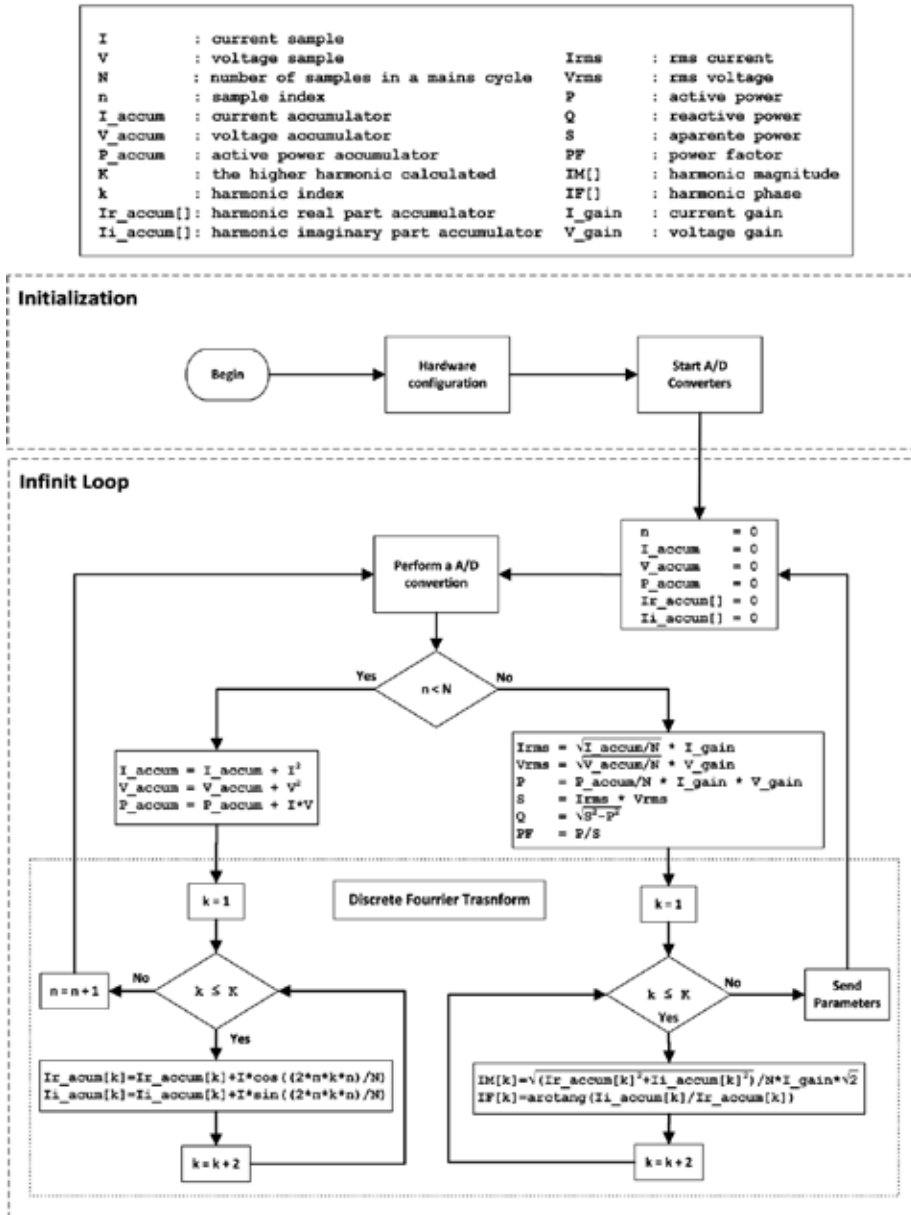 I : current sample
V : voltage sample
N : number of samples in a mains cycle
n : sample index
I_accum : current accumulator
V_accum : voltage accumulator
P_accum : active power accumulator
K : the higher harmonic calculated
k : harmonic index
Ir_accum[]: harmonic real part accumulator
Ii_accum[]: harmonic imaginary part accumulator
Irms : rms current
Vrms : rms voltage
P : active power
Q : reactive power
S : aparente power
PF : power factor
IM[] : harmonic magnitude
IF[] : harmonic phase
I_gain : current gain
V_gain : voltage gain
Initialization
Begin
Hardware
configuration
Start A/D
Converters
Infinit Loop
n = 0
I_accum = 0
V_accum = 0
P_accum = 0
Ir_accum[] = 0
Ii_accum[] = 0
Perform a A/D
convertion
n < N
Yes
No
I_accum = I_accum + I²
V_accum = V_accum + V²
P_accum = P_accum + I*V
Irms = √I_accum/N * I_gain
Vrms = √V_accum/N * V_gain
P = P_accum/N * I_gain * V_gain
S = Irms * Vrms
Q = √S²-P²
PF = P/S
Discrete Fourrier Trasnform
k = 1
k ≤ K
No
n = n + 1
Yes
Ir_acum[k]=Ir_accum[k]+I*cos((2*n*k*n)/N)
Ii_acum[k]=Ii_accum[k]+I*sin((2*n*k*n)/N)
k = k + 2
k = 1
k ≤ K
No
Send
Parameters
Yes
IM[k]=√(Ir_accum[k]²+Ii_accum[k]²)/N*I_gain*√2
IF[k]=arctang(Ii_accum[k]/Ir_accum[k])
k = k + 2